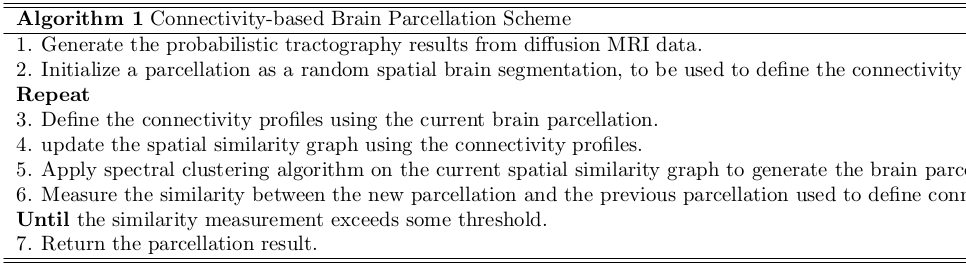 Algorithm 1 Connectivity-based Brain Parcellation Scheme
1. Generate the probabilistic tractography results from diffusion MRI data.
2. Initialize a parcellation as a random spatial brain segmentation, to be used to define the connectivity
Repeat
3. Define the connectivity profiles using the current brain parcellation.
4. update the spatial similarity graph using the connectivity profiles.
5. Apply spectral clustering algorithm on the current spatial similarity graph to generate the brain
6. Measure the similarity between the new parcellation and the previous parcellation used to define
Until the similarity measurement exceeds some threshold.
7. Return the parcellation result.